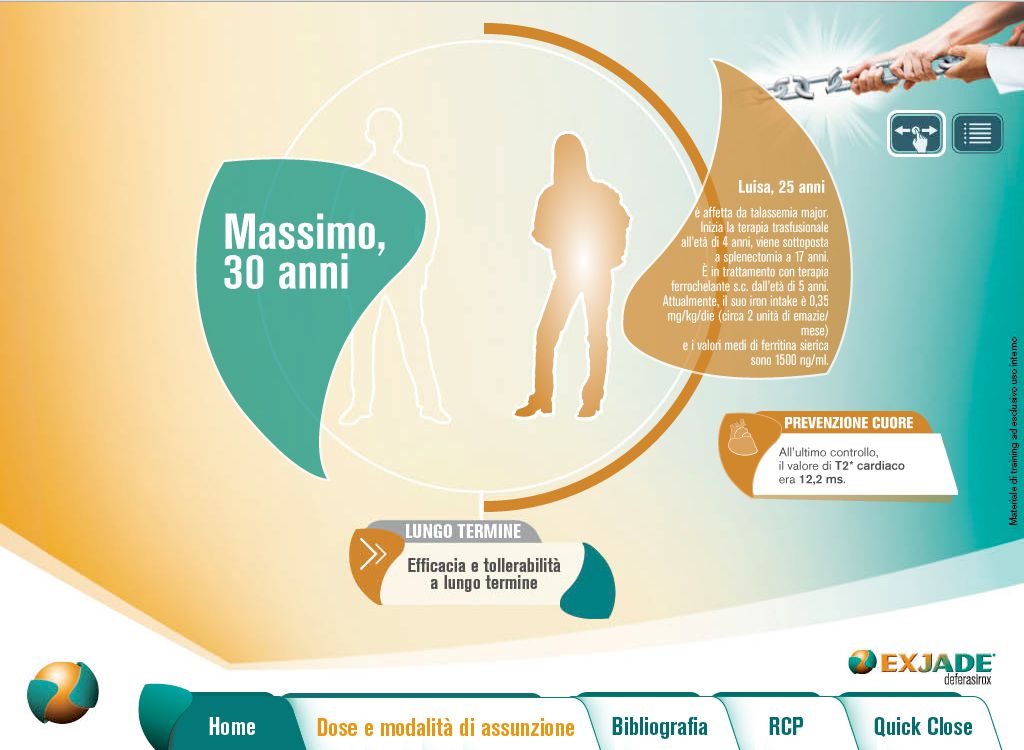 Massimo,
30 anni
Luisa, 25 anni
è affetta da talassemia major.
Inizia la terapia trasfusionale
all'età di 4 anni, viene sottoposta
a splenectomia a 17 anni.
È in trattamento con terapia
ferrochelante s.c. dall'età di 5 anni.
Attualmente, il suo iron intake è 0,35
mg/kg/die (circa 2 unità di emazie/
mese)
e i valori medi di ferritina sierica
sono 1500 ng/ml.
PREVENZIONE CUORE
All'ultimo controllo,
il valore di T2* cardiaco
era 12,2 ms.
Materiale di training ad esclusivo uso interno
LUNGO TERMINE
Efficacia e tollerabilità
a lungo termine
EXJADE®
deferasirox
Home
Dose e modalità di assunzione
Bibliografia
RCP
Quick Close